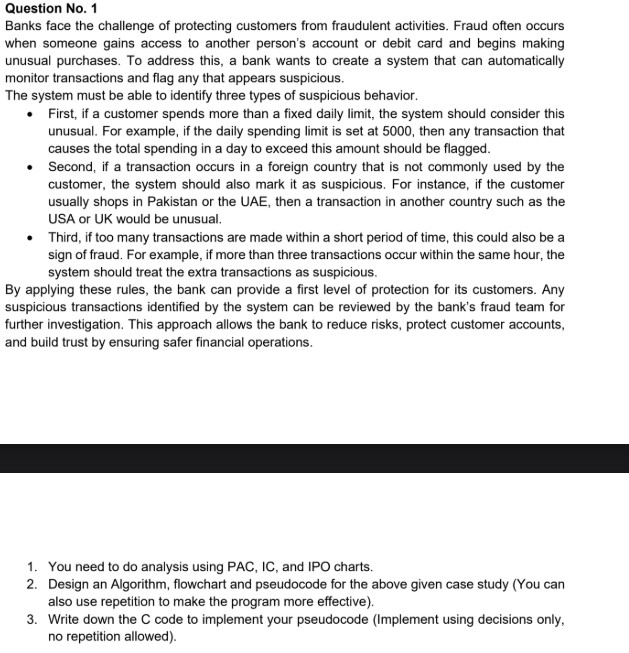 Question No. 1
Banks face the challenge of protecting customers from fraudulent activities. Fraud often occurs
when someone gains access to another person's account or debit card and begins making
unusual purchases. To address this, a bank wants to create a system that can automatically
monitor transactions and flag any that appears suspicious.
The system must be able to identify three types of suspicious behavior.
• First, if a customer spends more than a fixed daily limit, the system should consider this
unusual. For example, if the daily spending limit is set at 5000, then any transaction that
causes the total spending in a day to exceed this amount should be flagged.
• Second, if a transaction occurs in a foreign country that is not commonly used by the
customer, the system should also mark it as suspicious. For instance, if the customer
usually shops in Pakistan or the UAE, then a transaction in another country such as the
USA or UK would be unusual.
• Third, if too many transactions are made within a short period of time, this could also be a
sign of fraud. For example, if more than three transactions occur within the same hour, the
system should treat the extra transactions as suspicious.
By applying these rules, the bank can provide a first level of protection for its customers. Any
suspicious transactions identified by the system can be reviewed by the bank's fraud team for
further investigation. This approach allows the bank to reduce risks, protect customer accounts,
and build trust by ensuring safer financial operations.
1. You need to do analysis using PAC, IC, and IPO charts.
2. Design an Algorithm, flowchart and pseudocode for the above given case study (You can
also use repetition to make the program more effective).
3. Write down the C code to implement your pseudocode (Implement using decisions only,
no repetition allowed).